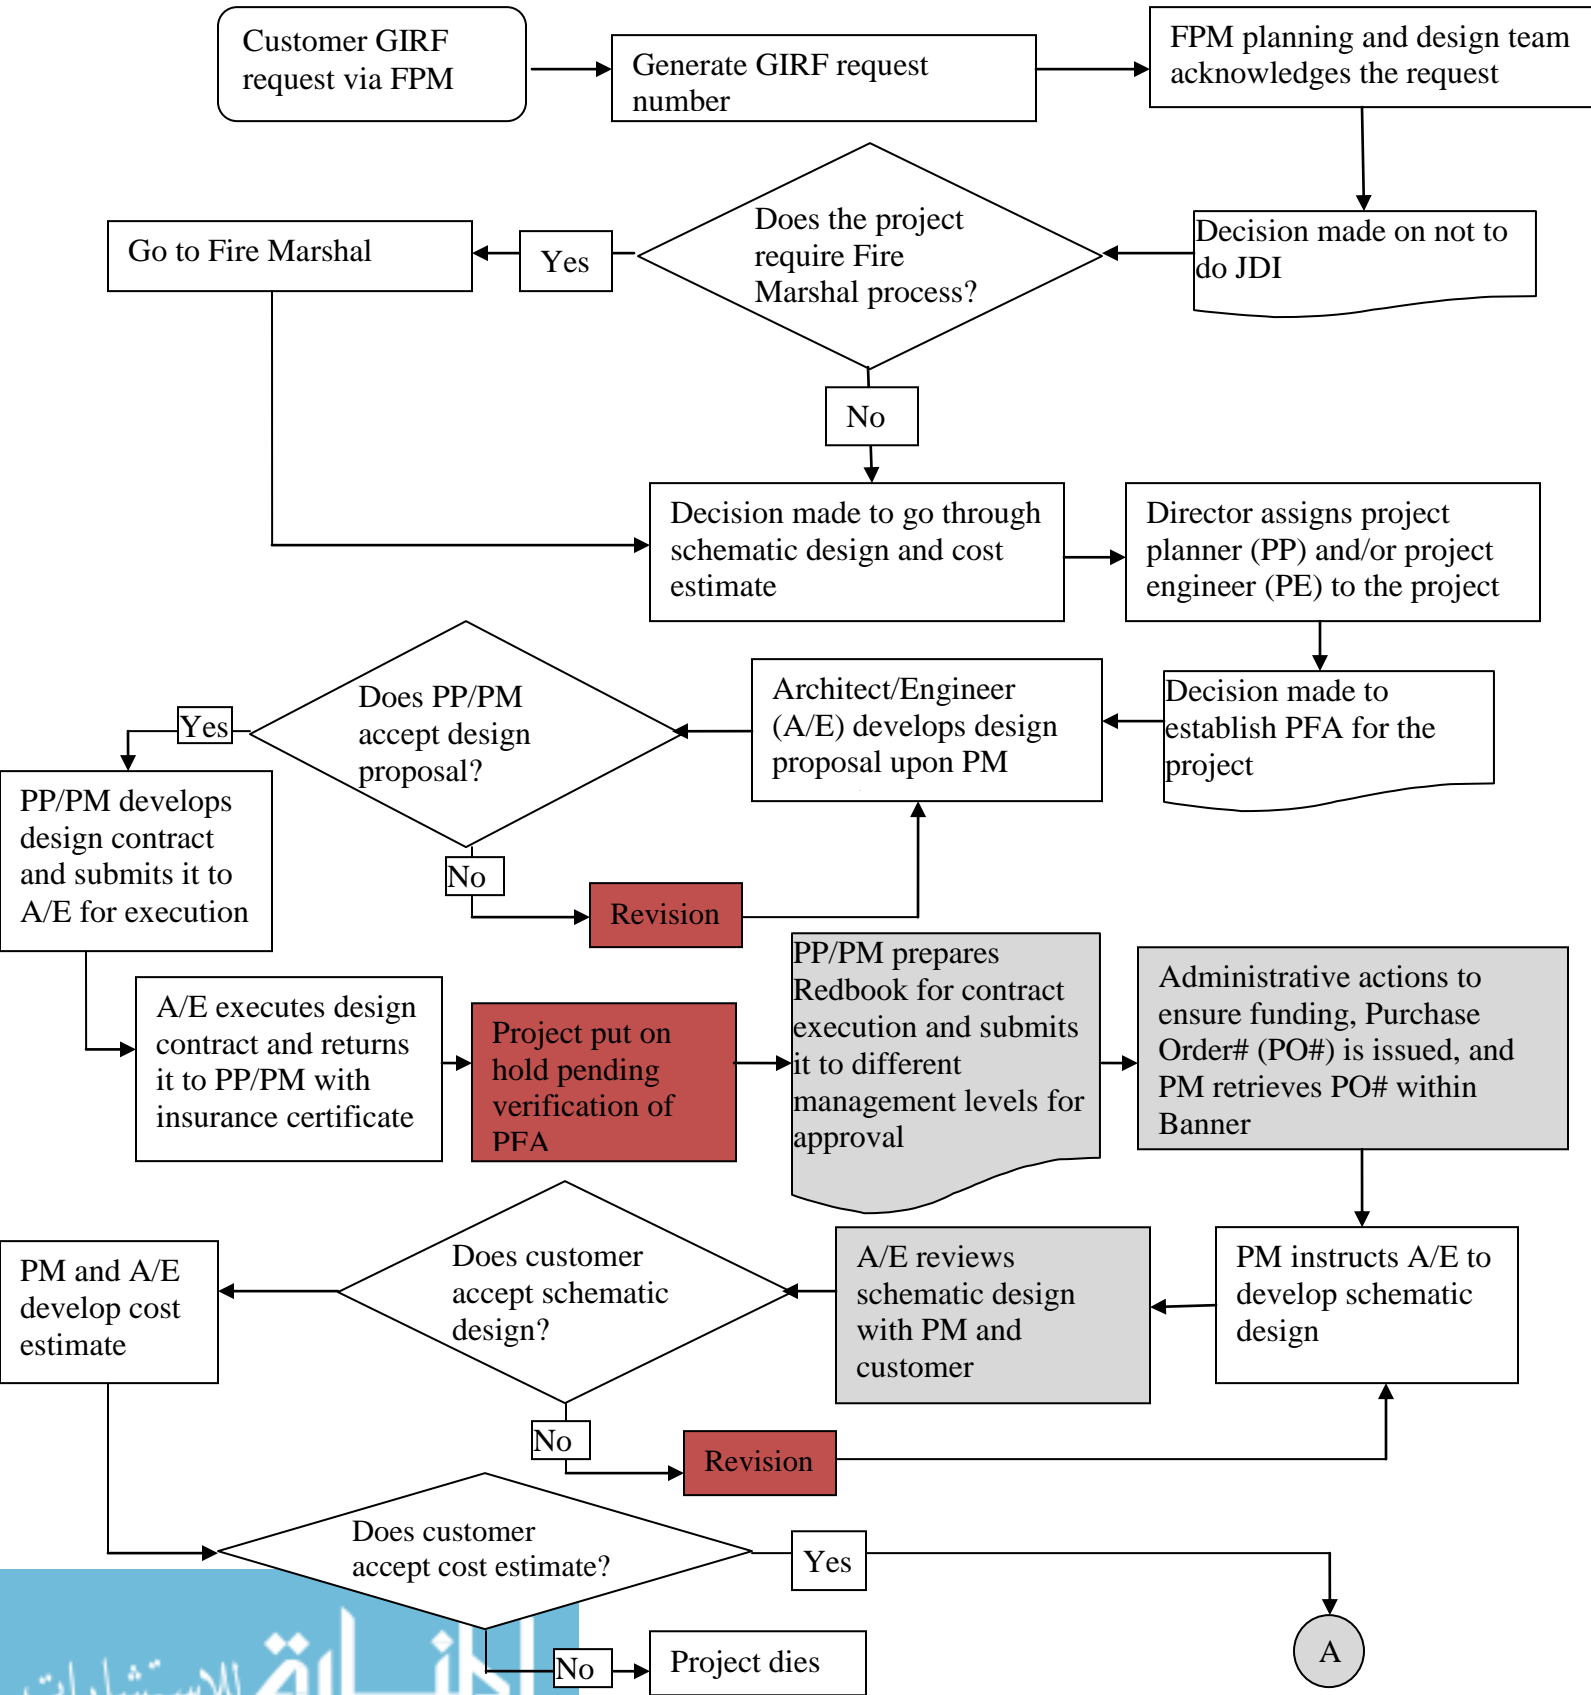 Customer GIRF
request via FPM
Generate GIRF request
number
FPM planning and design team
acknowledges the request
Does the project
require Fire
Marshal process?
Decision made on not to
do JDI
Go to Fire Marshal
Yes
No
Decision made to go through
schematic design and cost
estimate
Director assigns project
planner (PP) and/or project
engineer (PE) to the project
Does PP/PM
accept design
proposal?
Architect/Engineer
(A/E) develops design
proposal upon PM
Decision made to
establish PFA for the
project
Yes
PP/PM develops
design contract
and submits it to
A/E for execution
No
Revision
A/E executes design
contract and returns
it to PP/PM with
insurance certificate
Project put on
hold pending
verification of
PFA
PP/PM prepares
Redbook for contract
execution and submits
it to different
management levels for
approval
Administrative actions to
ensure funding, Purchase
Order# (PO#) is issued, and
PM retrieves PO# within
Banner
PM and A/E
develop cost
estimate
Does customer
accept schematic
design?
A/E reviews
schematic design
with PM and
customer
PM instructs A/E to
develop schematic
design
No
Revision
Does customer
accept cost estimate?
Yes
No
Project dies
A
للاستشارات